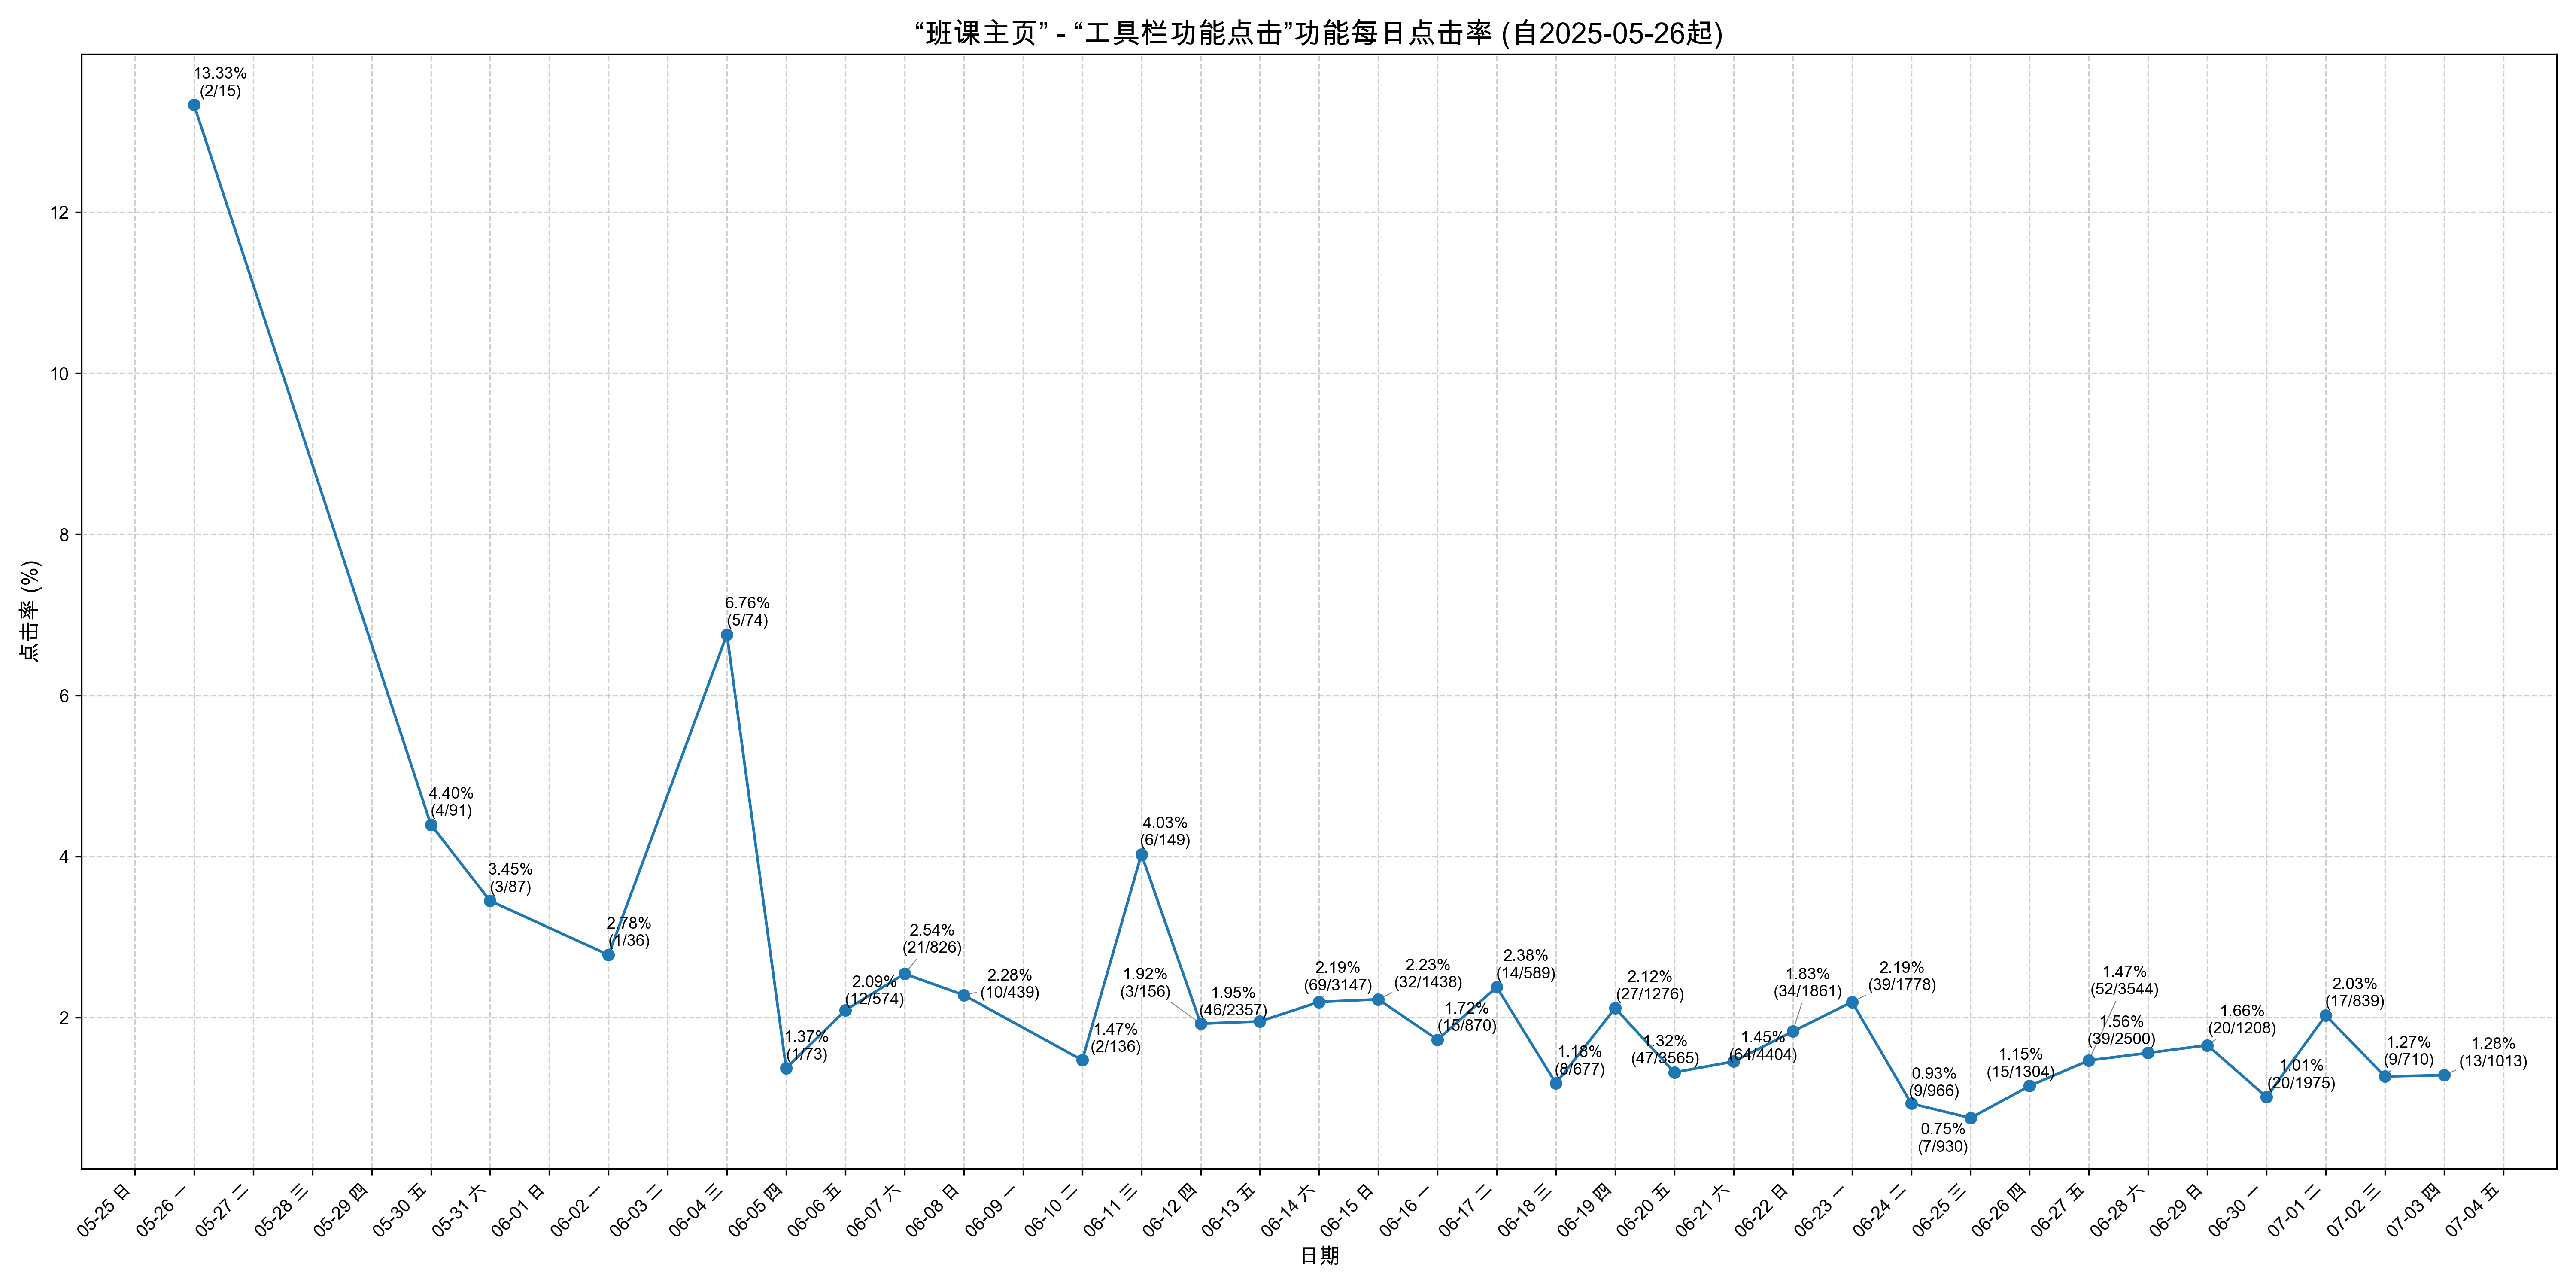 “班课主页” - “工具栏功能点击”功能每日点击率 (自2025-05-26起)
点击率 (%)
12
10
8
6
4
2
13.33%
(2/15)
4.40%
(4/91)
3.45%
(3/87)
2.78%
(1/36)
6.76%
(5/74)
1.37%
(1/73)
2.09%
(12/574)
2.54%
(21/826)
2.28%
(10/439)
1.47%
(2/136)
4.03%
(6/149)
1.92%
(3/156)
1.95%
(46/2357)
2.19%
(69/3147)
2.23%
(32/1438)
1.72%
(15/870)
2.38%
(14/589)
1.18%
(8/677)
2.12%
(27/1276)
1.32%
(47/3565)
1.45%
(64/4404)
1.83%
(34/1861)
2.19%
(39/1778)
0.93%
(9/966)
0.75%
(7/930)
1.15%
(15/1304)
1.47%
(52/3544)
1.56%
(39/2500)
1.66%
(20/1208)
1.01%
(20/1975)
2.03%
(17/839)
1.27%
(9/710)
1.28%
(13/1013)
05-25 日
05-26 一
05-27 二
05-28 三
05-29 四
05-30 五
05-31 六
06-01 日
06-02 一
06-03 二
06-04 三
06-05 四
06-06 五
06-07 六
06-08 日
06-09 一
06-10 二
06-11 三
06-12 四
06-13 五
06-14 六
06-15 日
06-16 一
06-17 二
06-18 三
06-19 四
06-20 五
06-21 六
06-22 日
06-23 一
06-24 二
06-25 三
06-26 四
06-27 五
06-28 六
06-29 日
06-30 一
07-01 二
07-02 三
07-03 四
07-04 五
日期